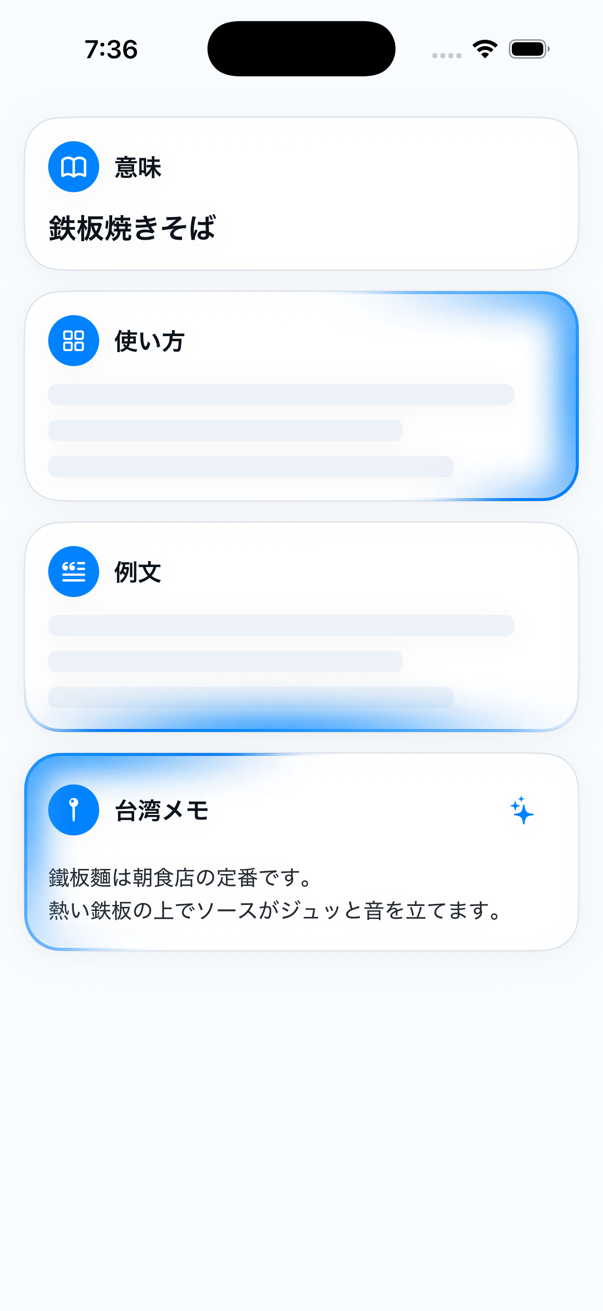 7:36
意味
鉄板焼きそば
使い方
例文
台湾メモ
鐵板麵は朝食店の定番です。
熱い鉄板の上でソースがジュッと音を立てます。